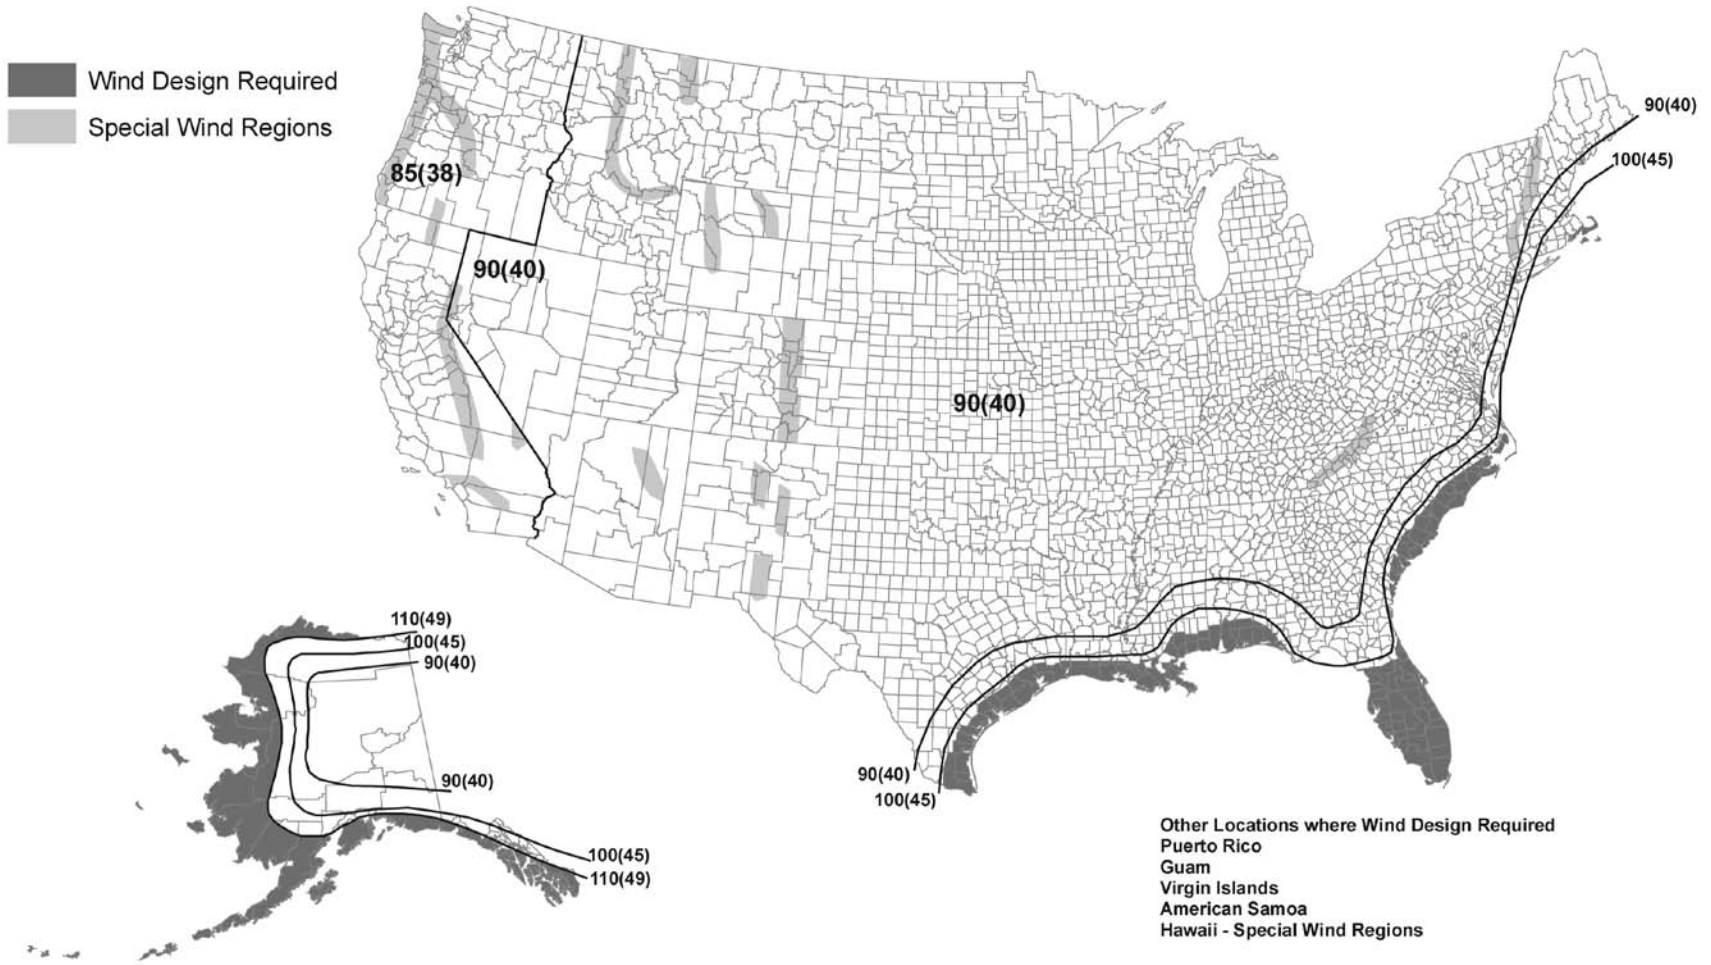 Wind Design Required
Special Wind Regions
90(40)
100(45)
85(38)
90(40)
90(40)
110(49)
100(45)
90(40)
90(40)
90(40)
100(45)
100(45)
110(49)
Other Locations where Wind Design Required
Puerto Rico
Guam
Virgin Islands
American Samoa
Hawaii - Special Wind Regions